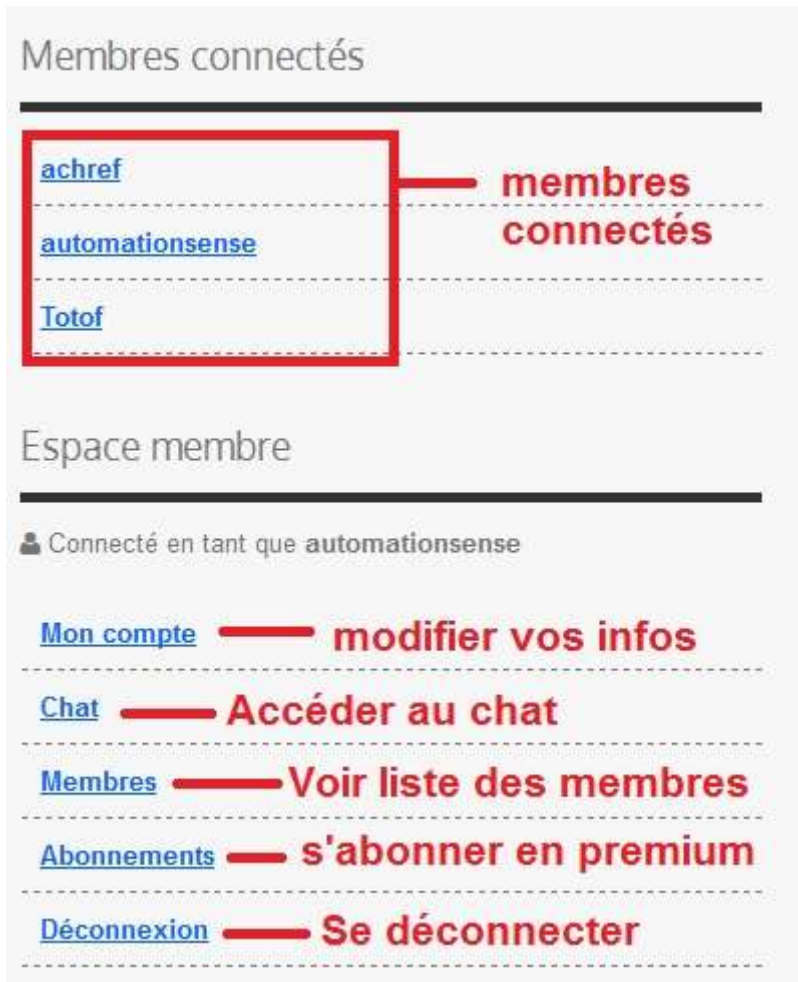 Membres connectés
achref
membres
connectés
automationsense
Totof
Espace membre
Connecté en tant que automationsense
Mon compte modifier vos infos
Chat Accéder au chat
Membres Voir liste des membres
Abonnements s'abonner en premium
Déconnexion Se déconnecter